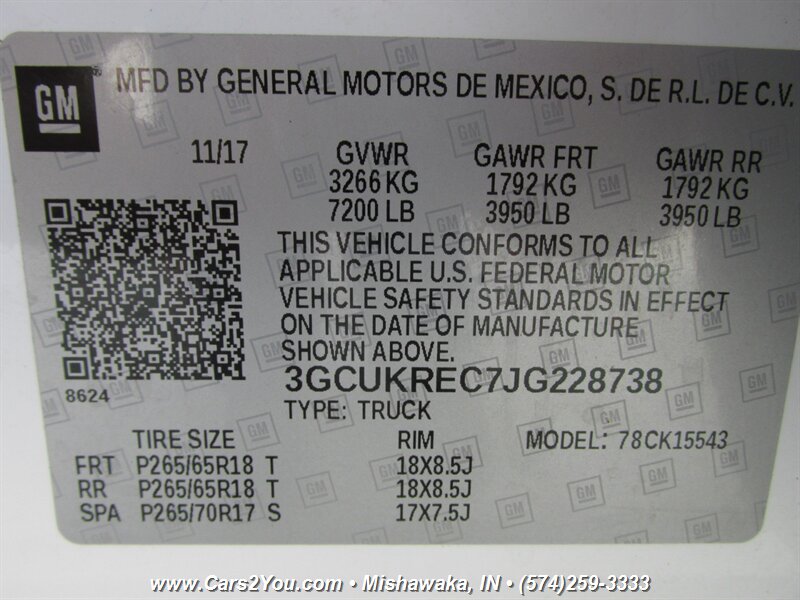 GM
MFD BY GENERAL MOTORS DE MEXICO, S. DE R.L. DE C.V.
11/17 GVWR GAWR FRT GAWR RR
3266 KG 1792 KG 1792 KG
7200 LB 3950 LB 3950 LB
THIS VEHICLE CONFORMS TO ALL
APPLICABLE U.S. FEDERAL MOTOR
VEHICLE SAFETY STANDARDS IN EFFECT
ON THE DATE OF MANUFACTURE
SHOWN ABOVE.
8624
3GCUKREC7JG228738
TYPE: TRUCK
TIRE SIZE RIM MODEL: 78CK15543
FRT P265/65R18 T 18X8.5J
RR P265/65R18 T 18X8.5J
SPA P265/70R17 S 17X7.5J
www.Cars2You.com • Mishawaka, IN • (574)259-3333